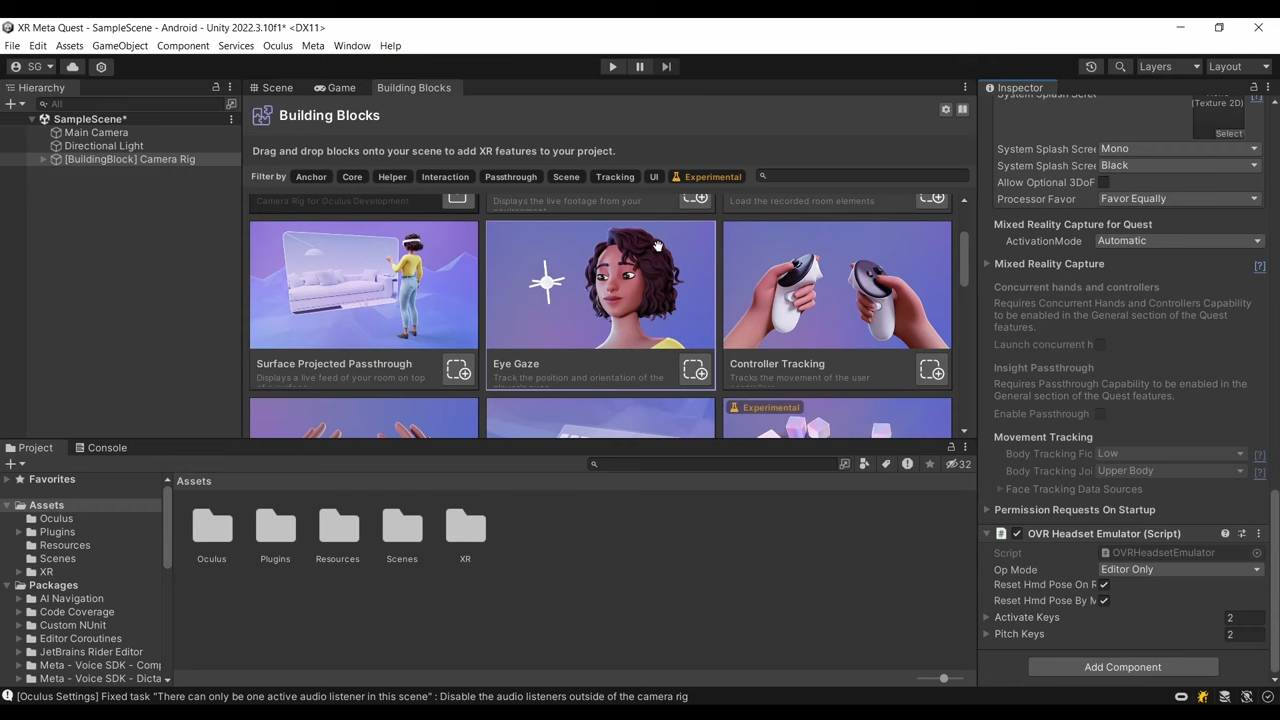 XR Meta Quest - SampleScene - Android - Unity 2022.3.10f1* <DX11>
File Edit Assets GameObject Component Services Oculus Meta Window Help
SG Layers Layout
Hierarchy
All
SampleScene*
Main Camera
Directional Light
[BuildingBlock] Camera Rig
Scene Game Building Blocks
Building Blocks
Drag and drop blocks onto your scene to add XR features to your project.
Filter by Anchor Core Helper Interaction Passthrough Scene Tracking UI Experimental
Camera Rig for Oculus Development
Displays the live footage from your
Load the recorded room elements
Surface Projected Passthrough
Displays a live feed of your room on top
Eye Gaze
Track the position and orientation of the
Controller Tracking
Tracks the movement of the user
Experimental
Inspector
System Splash Scree
(Texture 2D)
Select
System Splash Scree Mono
System Splash Scree Black
Allow Optional 3DoF
Processor Favor Favor Equally
Mixed Reality Capture for Quest
ActivationMode Automatic
Mixed Reality Capture [?]
Concurrent hands and controllers
Requires Concurrent Hands and Controllers Capability
to be enabled in the General section of the Quest
features.
Launch concurrent h
Insight Passthrough
Requires Passthrough Capability to be enabled in the
General section of the Quest features.
Enable Passthrough
Movement Tracking
Body Tracking Fid Low [?]
Body Tracking Joi Upper Body [?]
Face Tracking Data Sources
Permission Requests On Startup
OVR Headset Emulator (Script)
Script OVRHeadsetEmulator
Op Mode Editor Only
Reset Hmd Pose On R
Reset Hmd Pose By M
Activate Keys 2
Pitch Keys 2
Add Component
Project Console
32
Favorites
Assets
Oculus
Plugins
Resources
Scenes
XR
Packages
AI Navigation
Code Coverage
Custom NUnit
Editor Coroutines
JetBrains Rider Editor
Meta - Voice SDK - Comp
Meta - Voice SDK - Dicta
Assets
Oculus Plugins Resources Scenes XR
[Oculus Settings] Fixed task "There can only be one active audio listener in this scene" : Disable the audio listeners outside of the camera rig